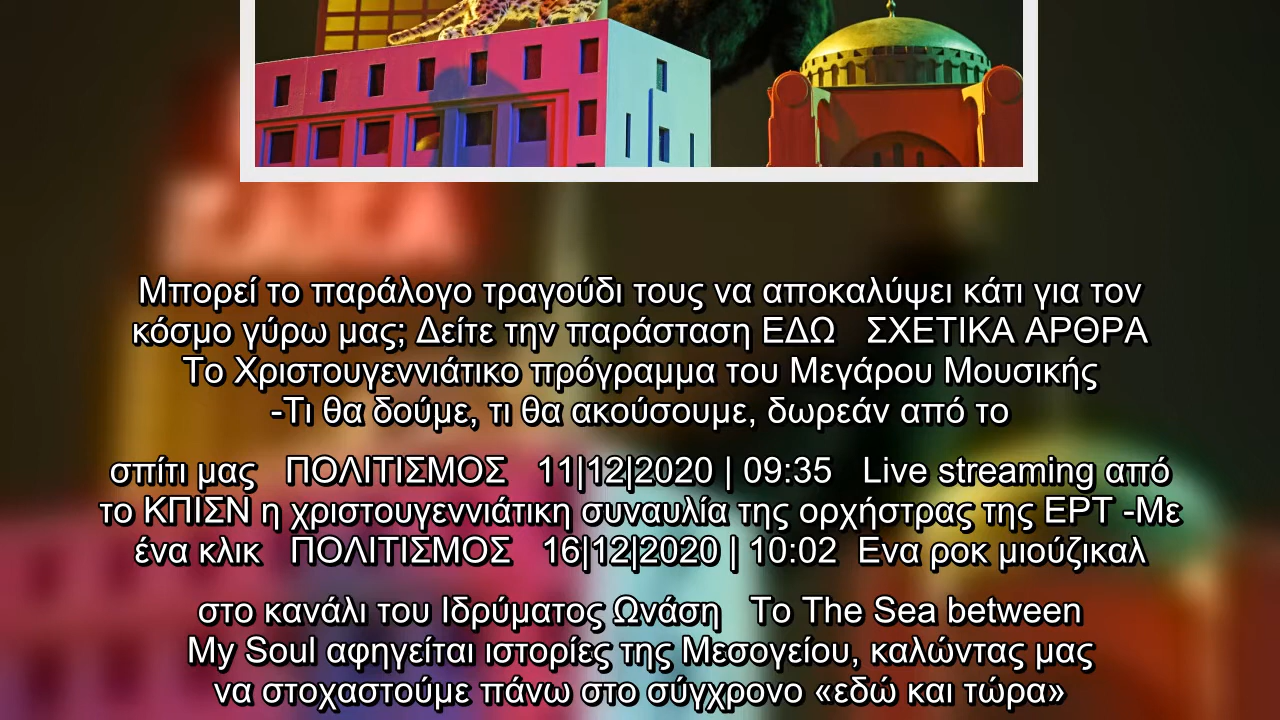 Μπορεί το παράλογο τραγούδι τους να αποκαλύψει κάτι για τον
κόσμο γύρω μας; Δείτε την παράσταση ΕΔΩ ΣΧΕΤΙΚΑ ΑΡΘΡΑ
Το Χριστουγεννιάτικο πρόγραμμα του Μεγάρου Μουσικής
-Τι θα δούμε, τι θα ακούσουμε, δωρεάν από το
σπίτι μας ΠΟΛΙΤΙΣΜΟΣ 11|12|2020 | 09:35 Live streaming από
το ΚΠΙΣΝ η χριστουγεννιάτικη συναυλία της ορχήστρας της ΕΡΤ -Με
ένα κλικ ΠΟΛΙΤΙΣΜΟΣ 16|12|2020 | 10:02 Ενα ροκ μιούζικαλ
στο κανάλι του Ιδρύματος Ωνάση Το The Sea between
My Soul αφηγείται ιστορίες της Μεσογείου, καλώντας μας
να στοχαστούμε πάνω στο σύγχρονο «εδώ και τώρα»